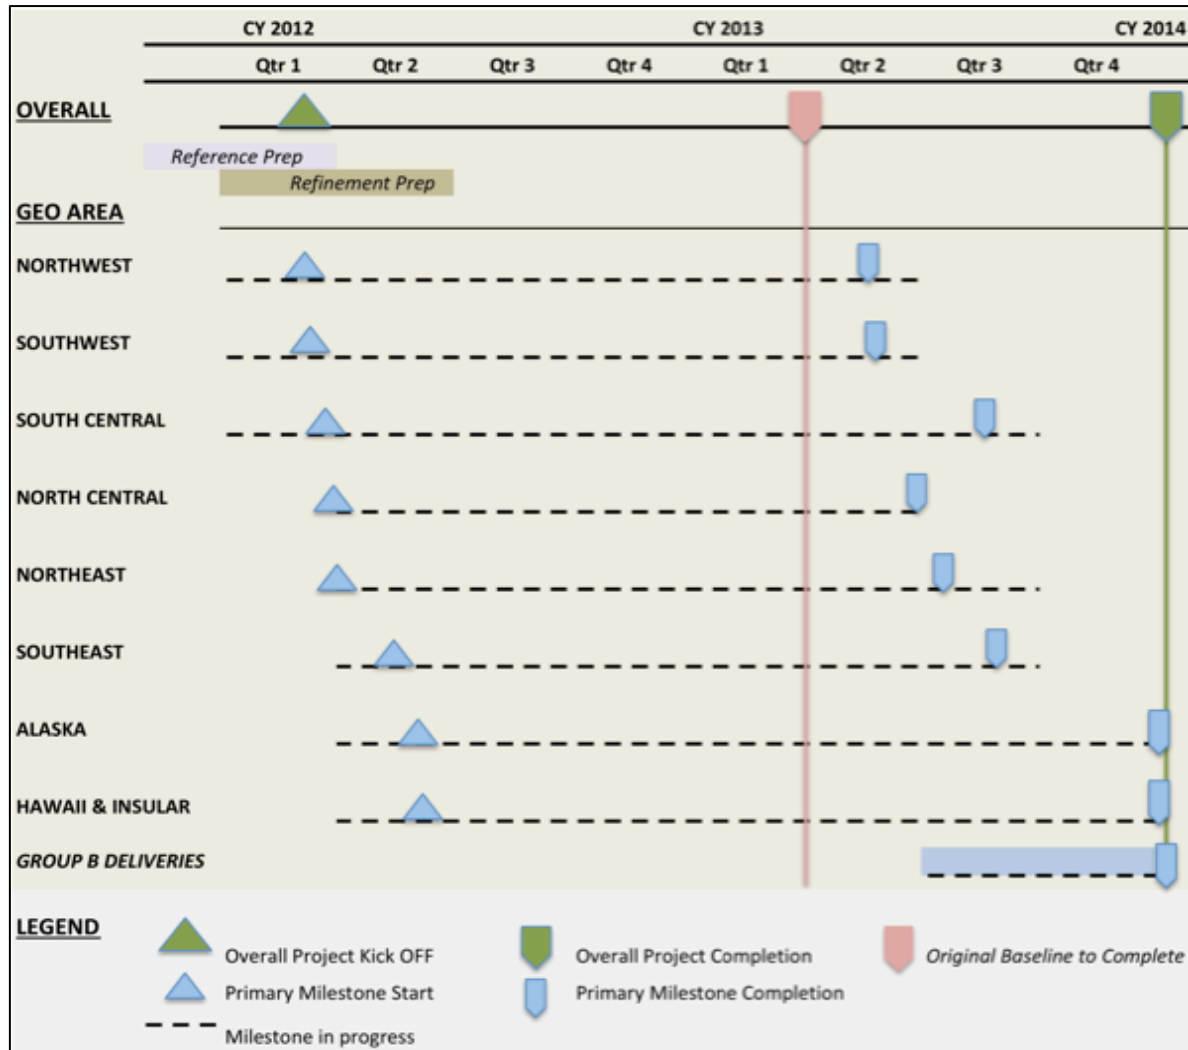 CY 2012 CY 2013 CY 2014
Qtr 1 Qtr 2 Qtr 3 Qtr 4 Qtr 1 Qtr 2 Qtr 3 Qtr 4
OVERALL
Reference Prep
Refinement Prep
GEO AREA
NORTHWEST
SOUTHWEST
SOUTH CENTRAL
NORTH CENTRAL
NORTHEAST
SOUTHEAST
ALASKA
HAWAII & INSULAR
GROUP B DELIVERIES
LEGEND
Overall Project Kick OFF Overall Project Completion Original Baseline to Complete
Primary Milestone Start Primary Milestone Completion
Milestone in progress